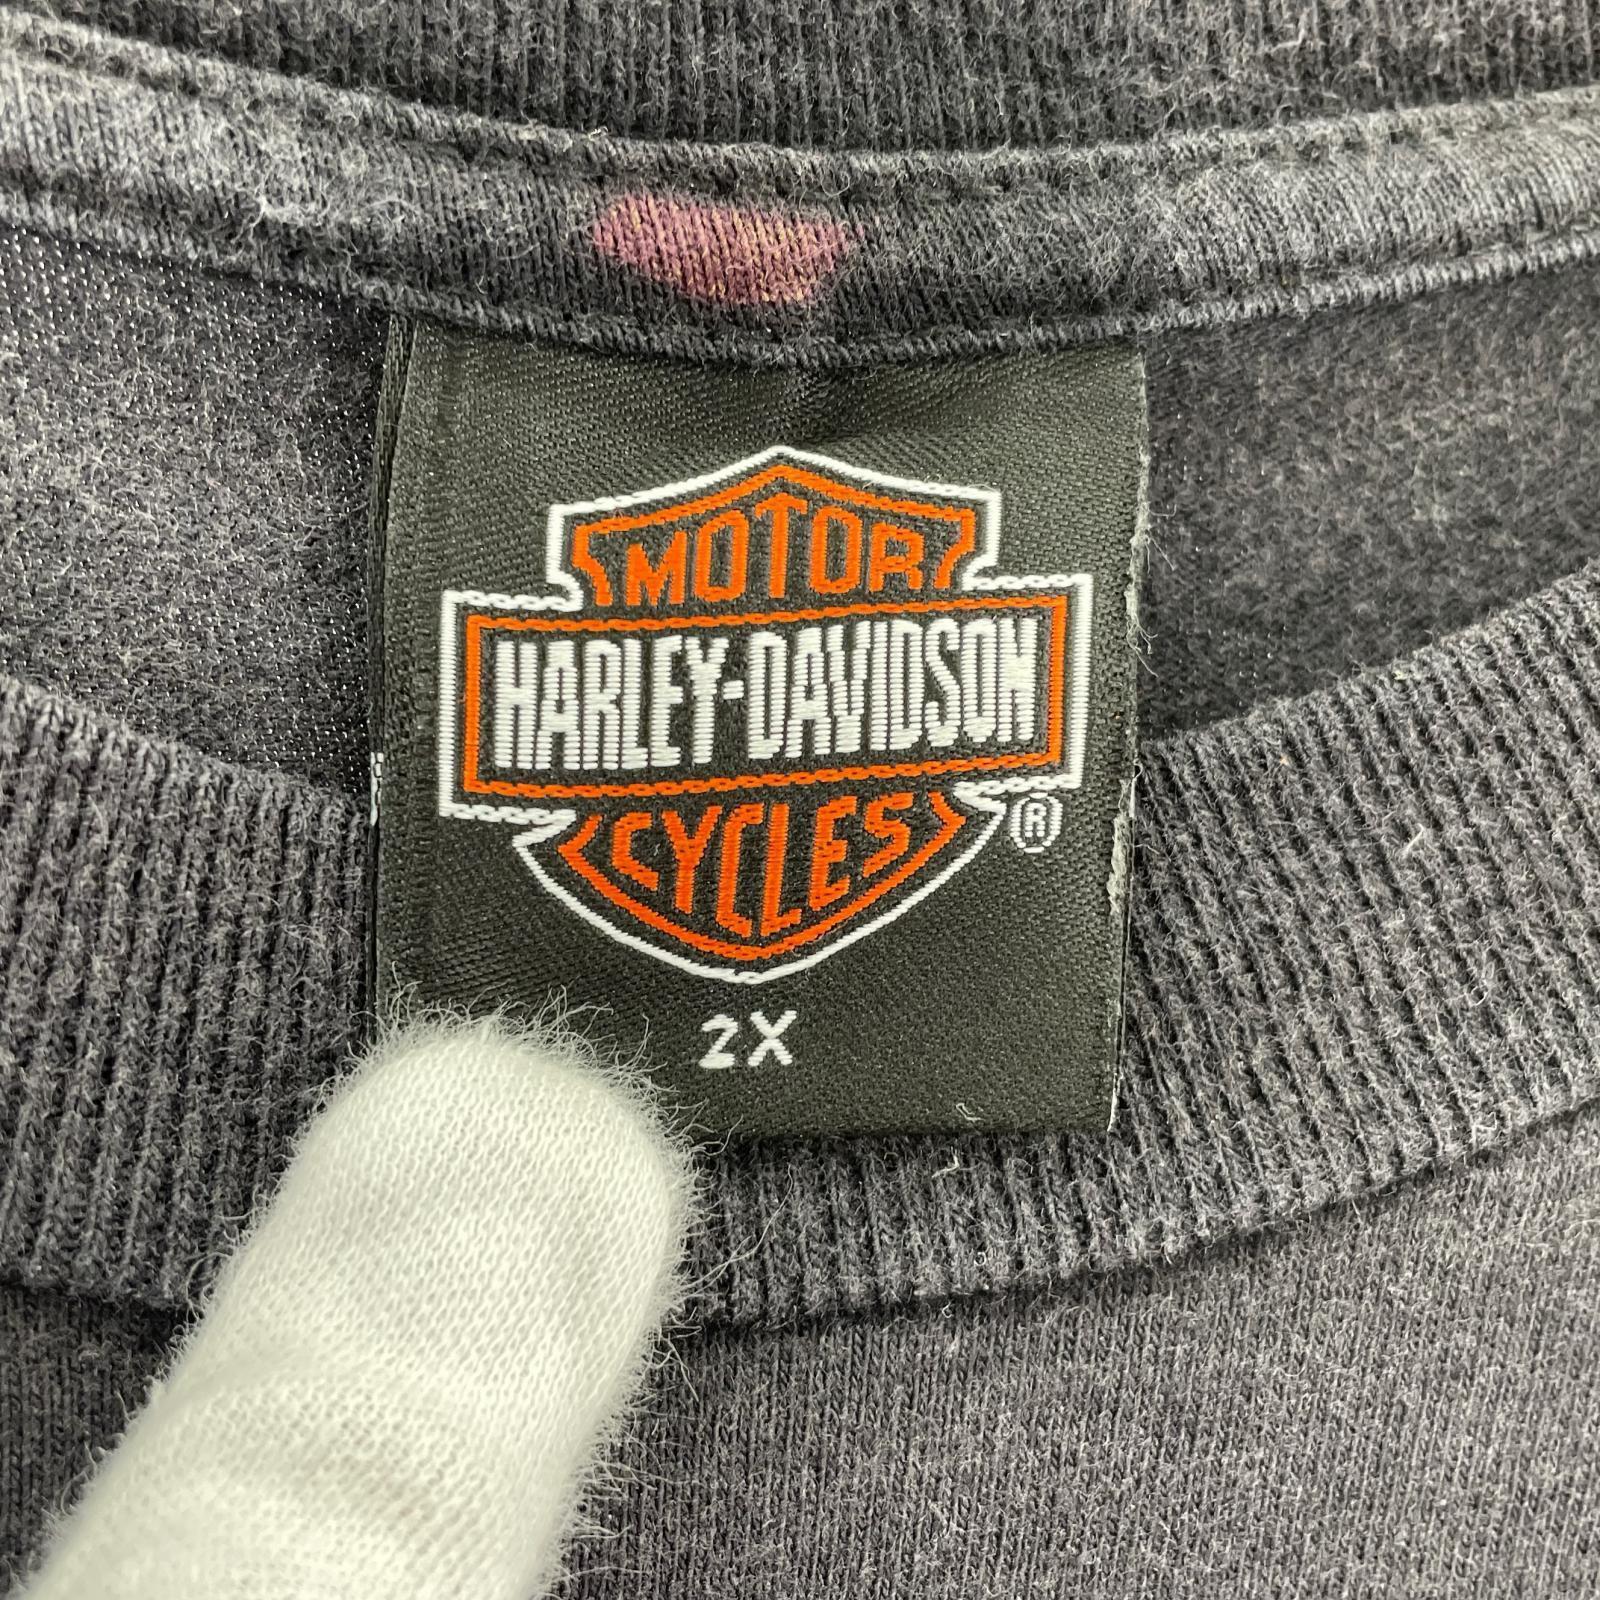 MOTOR
HARLEY-DAVIDSON
CYCLES
®
2X